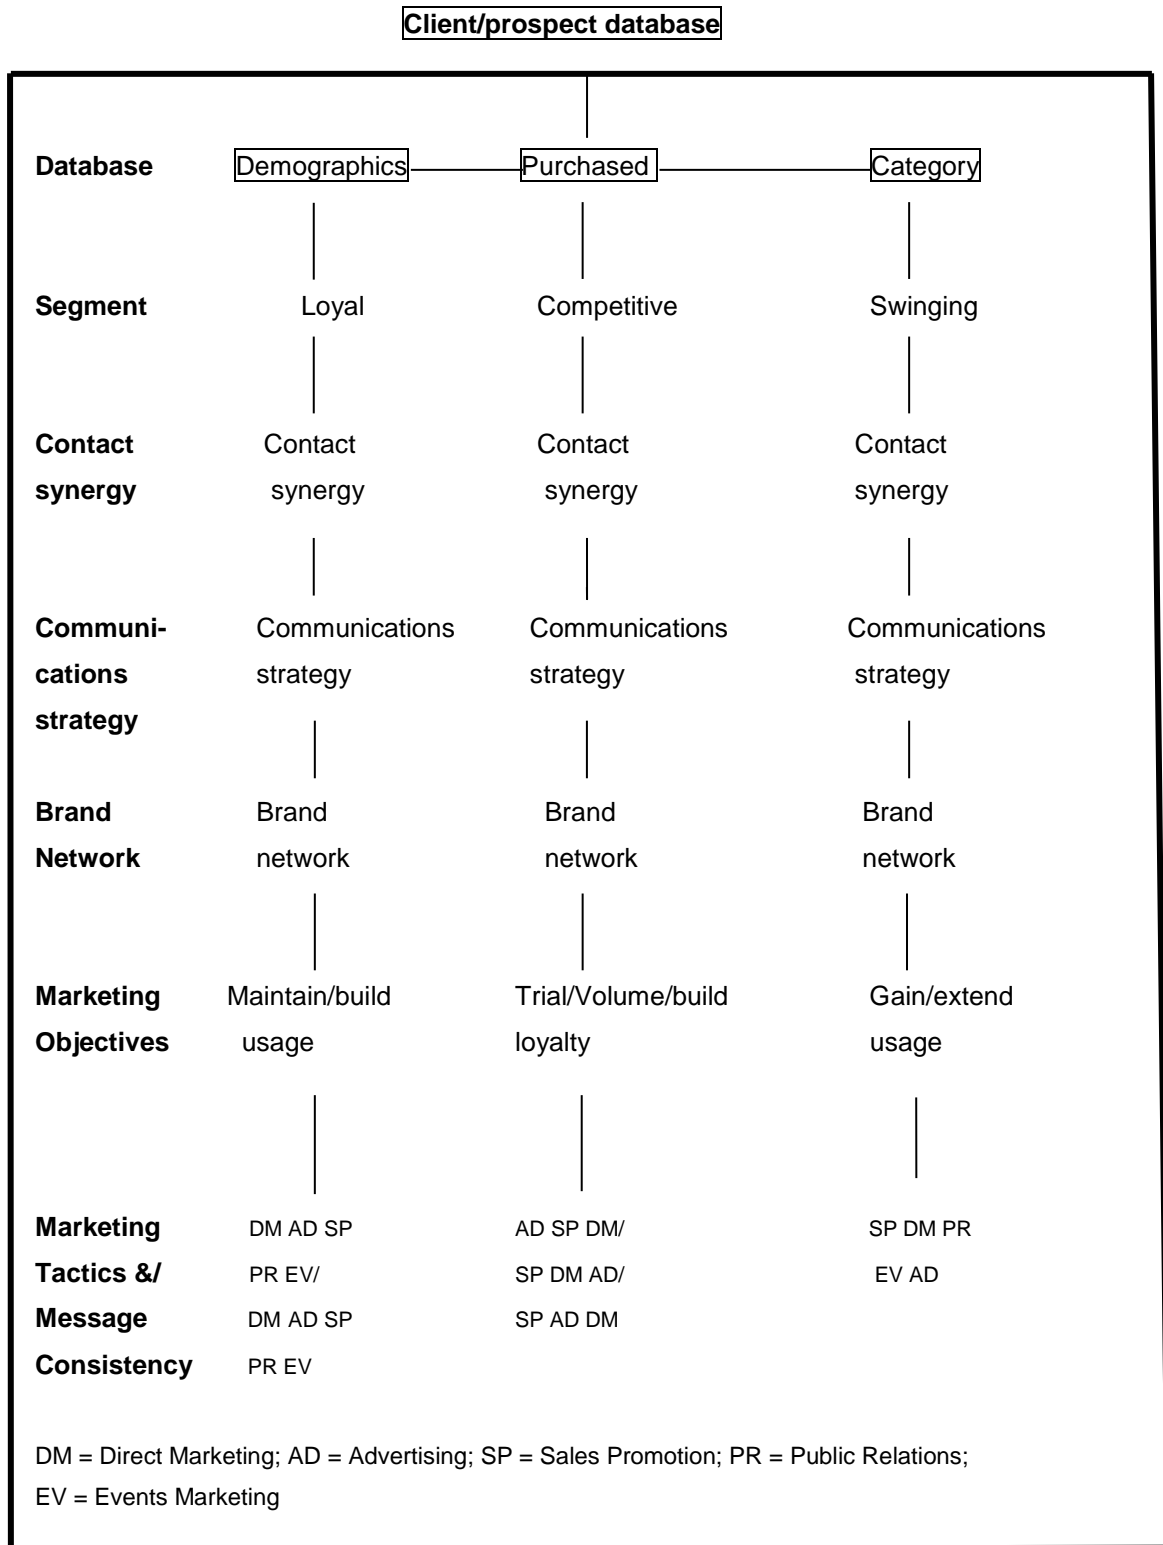 Client/prospect database
Database Demographics Purchased Category
Segment Loyal Competitive Swinging
Contact Contact Contact Contact
synergy synergy synergy synergy
Communi- Communications Communications Communications
cations strategy strategy strategy
strategy
Brand Brand Brand Brand
Network network network network
Marketing Maintain/build Trial/Volume/build Gain/extend
Objectives usage loyalty usage
Marketing DM AD SP AD SP DM/ SP DM PR
Tactics &/ PR EV/ SP DM AD/ EV AD
Message DM AD SP SP AD DM
Consistency PR EV
DM = Direct Marketing; AD = Advertising; SP = Sales Promotion; PR = Public Relations;
EV = Events Marketing